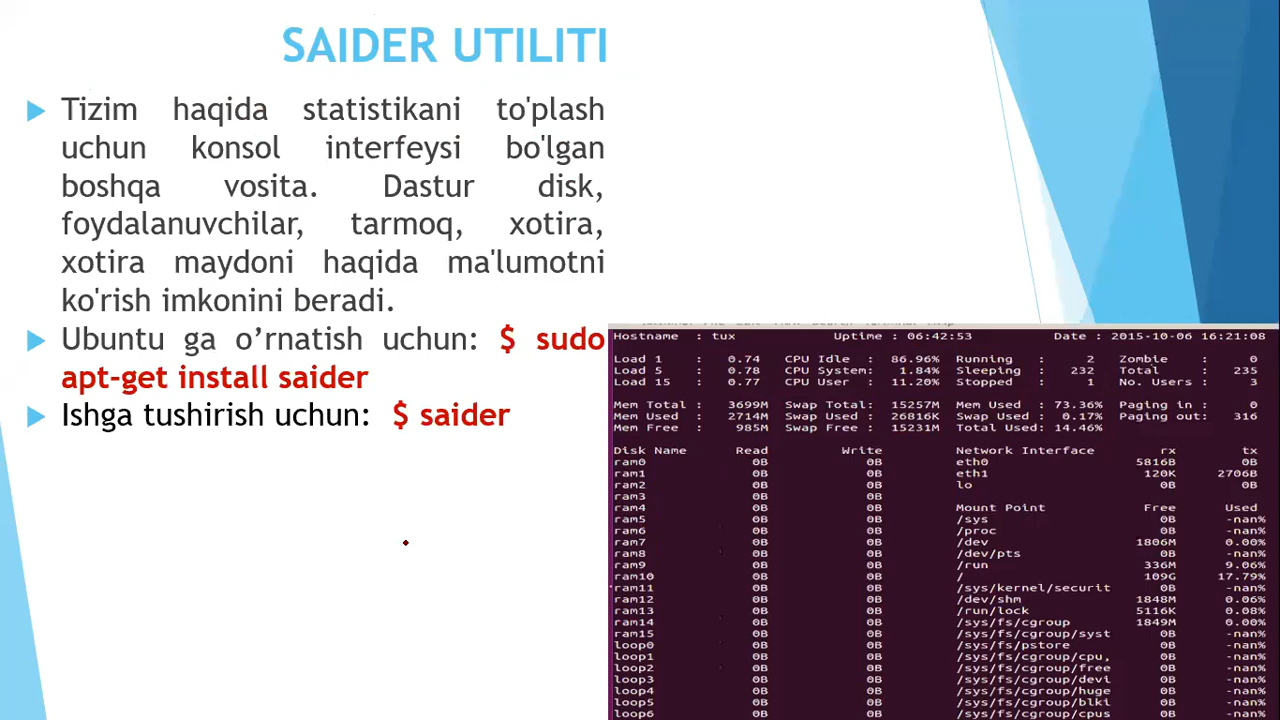 SAIDER UTILITI
Tizim haqida statistikani to'plash
uchun konsol interfeysi bo'lgan
boshqa vosita. Dastur disk,
foydalanuvchilar, tarmoq, xotira,
xotira maydoni haqida ma'lumotni
ko'rish imkonini beradi.
Ubuntu ga o’rnatish uchun: $ sudo
apt-get install saider
Ishga tushirish uchun: $ saider
Hostname : tux Uptime : 06:42:53 Date : 2015-10-06 16:21:08
Load 1 : 0.74 CPU Idle : 86.96% Running : 2 Zombie : 0
Load 5 : 0.78 CPU System: 1.84% Sleeping : 232 Total : 235
Load 15 : 0.77 CPU User : 11.20% Stopped : 1 No. Users : 3
Mem Total : 3699M Swap Total: 15257M Mem Used : 73.36% Paging in : 0
Mem Used : 2714M Swap Used : 26816K Swap Used : 0.17% Paging out: 316
Mem Free : 985M Swap Free : 15231M Total Used: 14.46%
Disk Name Read Write Network Interface rx tx
ram0 0B 0B eth0 5816B 0B
ram1 0B 0B eth1 120K 2706B
ram2 0B 0B lo 0B 0B
ram3 0B 0B
ram4 0B 0B Mount Point Free Used
ram5 0B 0B /sys 0B -nan%
ram6 0B 0B /proc 0B -nan%
ram7 0B 0B /dev 1806M 0.00%
ram8 0B 0B /dev/pts 0B -nan%
ram9 0B 0B /run 336M 9.06%
ram10 0B 0B / 109G 17.79%
ram11 0B 0B /sys/kernel/securit 0B -nan%
ram12 0B 0B /dev/shm 1848M 0.06%
ram13 0B 0B /run/lock 5116K 0.08%
ram14 0B 0B /sys/fs/cgroup 1849M 0.00%
ram15 0B 0B /sys/fs/cgroup/syst 0B -nan%
loop0 0B 0B /sys/fs/pstore 0B -nan%
loop1 0B 0B /sys/fs/cgroup/cpu, 0B -nan%
loop2 0B 0B /sys/fs/cgroup/free 0B -nan%
loop3 0B 0B /sys/fs/cgroup/devi 0B -nan%
loop4 0B 0B /sys/fs/cgroup/huge 0B -nan%
loop5 0B 0B /sys/fs/cgroup/blki 0B -nan%
loop6 0B 0B /sys/fs/cgroup/cpus 0B -nan%